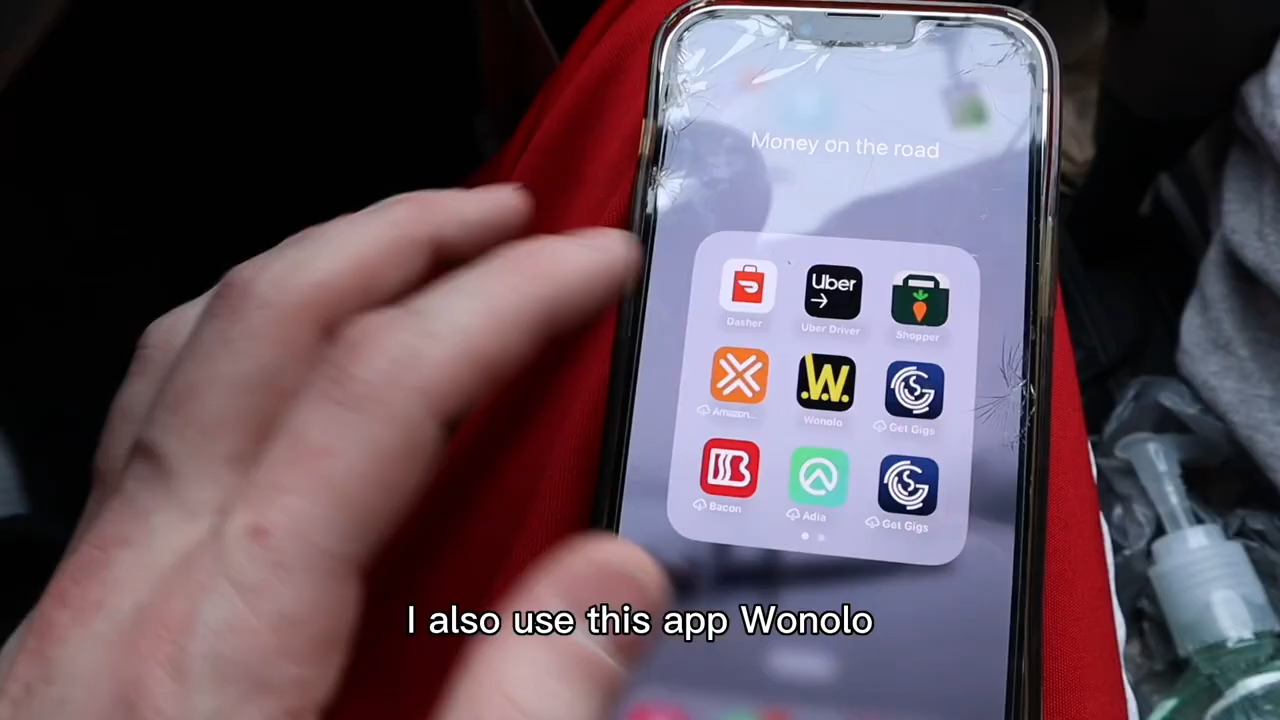 Money on the road
Uber
Dasher
Uber Driver
Shopper
.W.
Amazon...
Wonolo
Get Gigs
B
Bacon
Adia
Get Gigs
I also use this app Wonolo